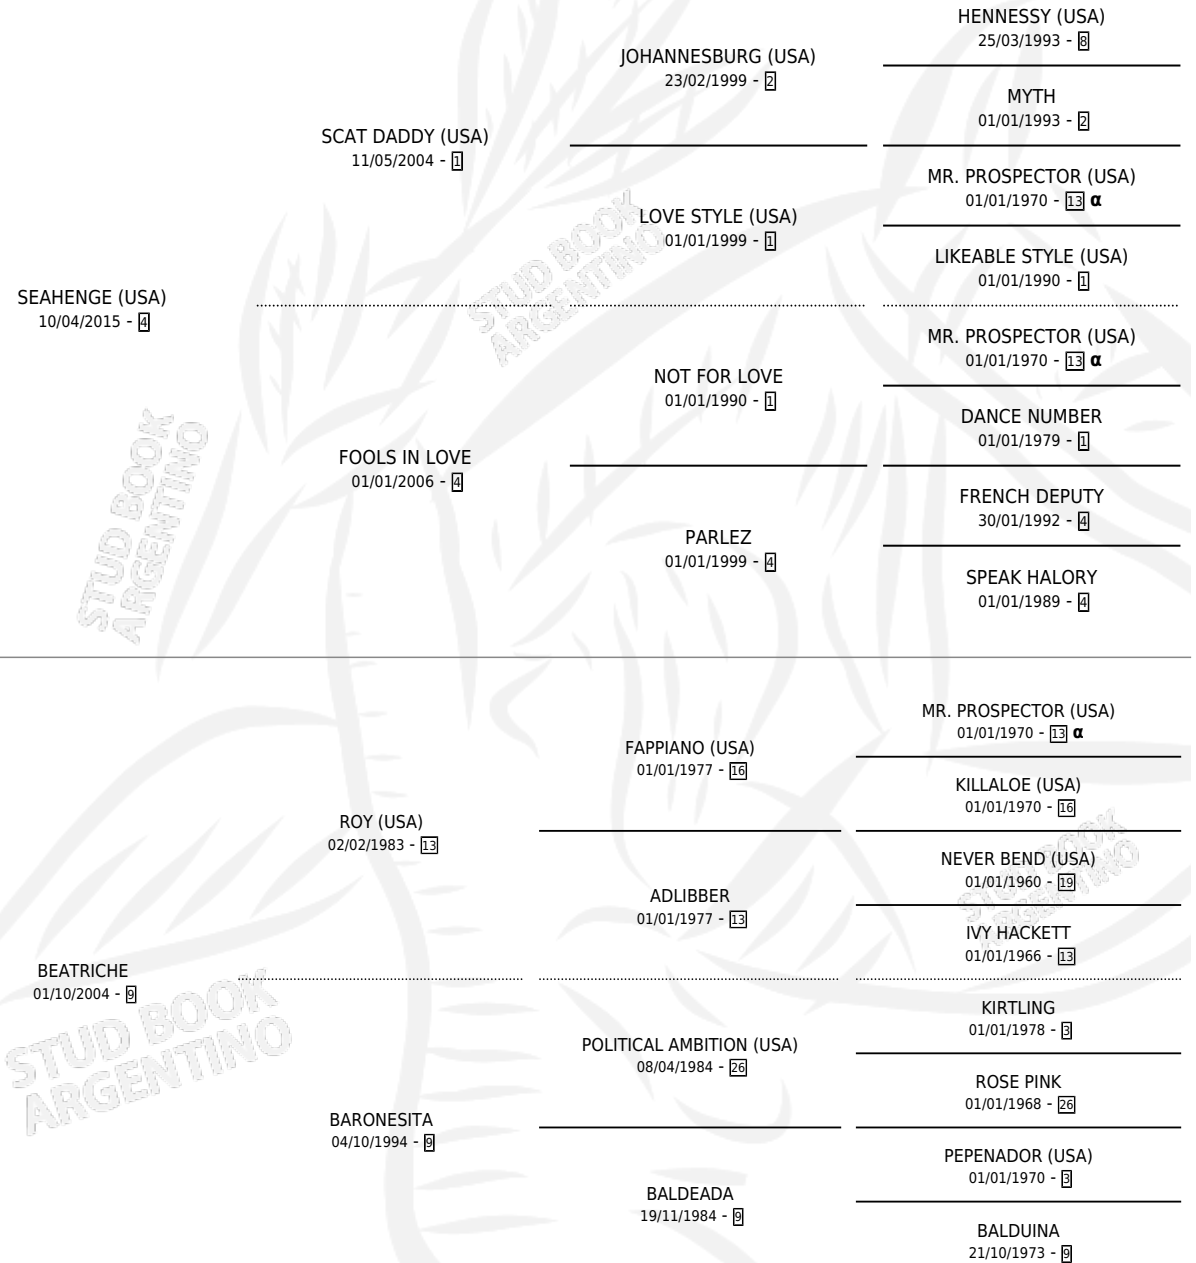 HENNESSY (USA)
25/03/1993 - 8
JOHANNESBURG (USA)
23/02/1999 - 2
MYTH
01/01/1993 - 2
SCAT DADDY (USA)
11/05/2004 - 1
MR. PROSPECTOR (USA)
01/01/1970 - 13 α
LOVE STYLE (USA)
01/01/1999 - 1
LIKEABLE STYLE (USA)
01/01/1990 - 1
SEAHENGE (USA)
10/04/2015 - 4
MR. PROSPECTOR (USA)
01/01/1970 - 13 α
NOT FOR LOVE
01/01/1990 - 1
DANCE NUMBER
01/01/1979 - 1
FOOLS IN LOVE
01/01/2006 - 4
FRENCH DEPUTY
30/01/1992 - 4
PARLEZ
01/01/1999 - 4
SPEAK HALORY
01/01/1989 - 4
STUD BOOK
ARGENTINO
STUD BOOK
ARGENTINO
MR. PROSPECTOR (USA)
01/01/1970 - 13 α
FAPPIANO (USA)
01/01/1977 - 16
KILLALOE (USA)
01/01/1970 - 16
ROY (USA)
02/02/1983 - 13
NEVER BEND (USA)
01/01/1960 - 19
ADLIBBER
01/01/1977 - 13
IVY HACKETT
01/01/1966 - 13
BEATRICHE
01/10/2004 - 9
KIRTLING
01/01/1978 - 3
POLITICAL AMBITION (USA)
08/04/1984 - 26
ROSE PINK
01/01/1968 - 26
BARONESITA
04/10/1994 - 9
PEPENADOR (USA)
01/01/1970 - 3
BALDEADA
19/11/1984 - 9
BALDUINA
21/10/1973 - 9
STUD BOOK
ARGENTINO
STUD BOOK
ARGENTINO